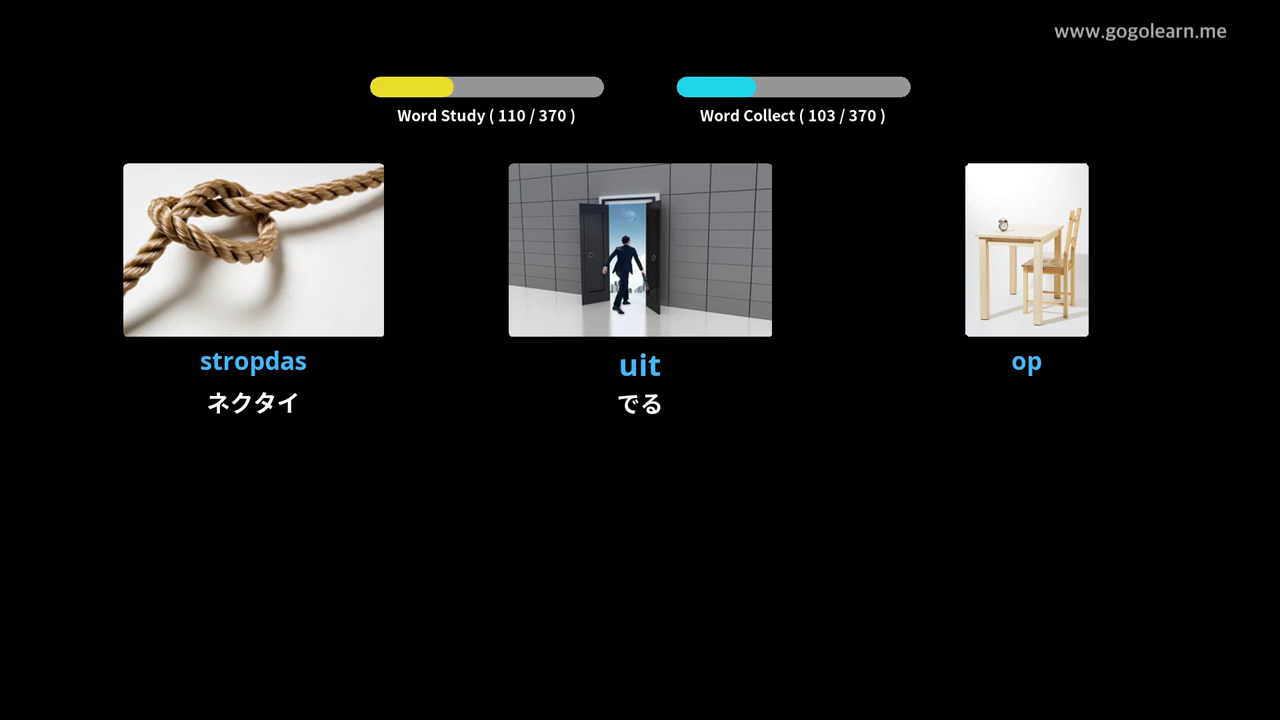 www.gogolearn.me
Word Study ( 110 / 370 )
Word Collect ( 103 / 370 )
stropdas
ネクタイ
uit
でる
op